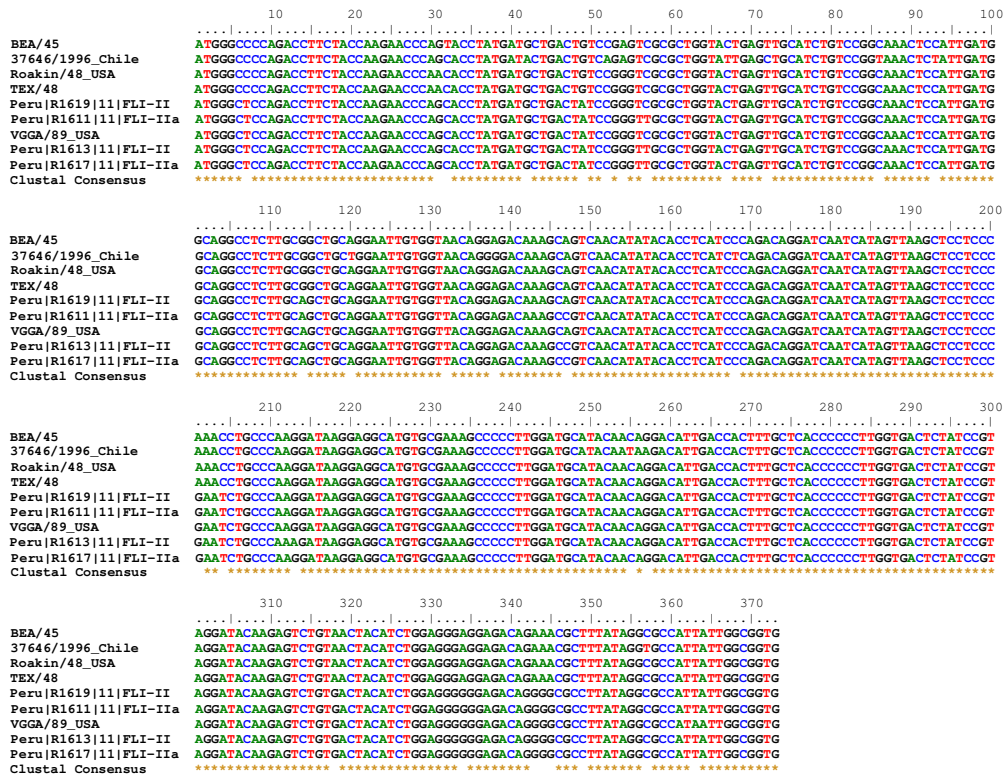 10 20 30 40 50 60 70 80 90 100
....|....|....|....|....|....|....|....|....|....|....|....|....|....|....|....|....|....|....|....|
BEA/45 ATGGGCCCCAGACCTTCTACCAAGAACCCAGTACCTATGATGCTGACTGTCCGAGTCGCGCTGGTACTGAGTTGCATCTGTCCGGCAAACTCCATTGATG
37646/1996_Chile ATGGGCCCCAGACCTTCTACCAAGAACCCAGTACCTATGATACTGACTGTCAGAGTCGCGCTGGTATTGAGCTGCATCTGTCCGGTAAACTCCATTGATG
Roakin/48_USA ATGGGCCCCAGACCTTCTACCAAGAACCCAACACCTATGATGCTGACTGTCCGGGTCGCGCTGGTACTGAGTTGCATCTGTCCGGCAAACTCTATTGATG
TEX/48 ATGGGCCCCAGACCTTCTACCAAGAACCCAACACCTATGATGCTGACTGTCCGGGTCGCGCTGGTACTGAGTTGCATCTGTCCGGCAAACTCCATTGATG
Peru|R1619|11|FLI-II ATGGGCTCCAGACCTTCTACCAAGAACCCAGCACCTATGATGCTGACTATCCGGGTCGCGCTGGTACTGAGTTGCATCTGTCCGGCAAACTCCATTGATG
Peru|R1611|11|FLI-IIa ATGGGCTCCAGACCTTCTACCAAGAACCCAGCACCTATGATGCTGACTATCCGGGTTGCGCTGGTACTGAGTTGCATCTGTCCGGCAAACTCCATTGATG
VGGA/89_USA ATGGGCTCCAGACCTTCTACCAAGAACCCAGCACCTATGATGCTGACTATCCGGGTCGCGCTGGTACTGAGTTGCATCTGTCCGGCAAACTCCATTGATG
Peru|R1613|11|FLI-II ATGGGCTCCAGACCTTCTACCAAGAACCCAGCACCTATGATGCTGACTATCCGGGTTGCGCTGGTACTGAGTTGCATCTGTCCGGCAAACTCCATTGATG
Peru|R1617|11|FLI-IIa ATGGGCTCCAGACCTTCTACCAAGAACCCAGCACCTATGATGCTGACTATCCGGGTTGCGCTGGTACTGAGTTGCATCTGTCCGGCAAACTCCATTGATG
Clustal Consensus ****** ***********************  ********* ****** ** * ** ********* **** ************* ****** *******
110 120 130 140 150 160 170 180 190 200
....|....|....|....|....|....|....|....|....|....|....|....|....|....|....|....|....|....|....|....|
BEA/45 GCAGGCCTCTTGCGGCTGCAGGAATTGTGGTAACAGGAGACAAAGCAGTCAACATATACACCTCATCCCAGACAGGATCAATCATAGTTAAGCTCCTCCC
37646/1996_Chile GCAGGCCTCTTGCGGCTGCTGGAATTGTGGTAACAGGGGACAAAGCAGTCAACATATACACCTCATCTCAGACAGGATCAATCATAGTTAAGCTCCTCCC
Roakin/48_USA GCAGGCCTCTTGCGGCTGCAGGAATTGTGGTAACAGGAGACAAAGCAGTCAACATATACACCTCATCCCAGACAGGATCAATCATAGTTAAGCTCCTCCC
TEX/48 GCAGGCCTCTTGCGGCTGCAGGAATTGTGGTAACAGGAGACAAAGCAGTCAACATATACACCTCATCCCAGACAGGATCAATCATAGTTAAGCTCCTCCC
Peru|R1619|11|FLI-II GCAGGCCTCTTGCAGCTGCAGGAATTGTGGTTACAGGAGACAAAGCAGTCAACATATACACCTCATCCCAGACAGGATCAATCATAGTTAAGCTCCTCCC
Peru|R1611|11|FLI-IIa GCAGGCCTCTTGCAGCTGCAGGAATTGTGGTTACAGGAGACAAAGCCGTCAACATATACACCTCATCCCAGACAGGATCAATCATAGTTAAGCTCCTCCC
VGGA/89_USA GCAGGCCTCTTGCAGCTGCAGGAATTGTGGTTACAGGAGACAAAGCAGTCAACATATACACCTCATCCCAGACAGGATCAATCATAGTTAAGCTCCTCCC
Peru|R1613|11|FLI-II GCAGGCCTCTTGCAGCTGCAGGAATTGTGGTTACAGGAGACAAAGCCGTCAACATATACACCTCATCCCAGACAGGATCAATCATAGTTAAGCTCCTCCC
Peru|R1617|11|FLI-IIa GCAGGCCTCTTGCAGCTGCAGGAATTGTGGTTACAGGAGACAAAGCCGTCAACATATACACCTCATCCCAGACAGGATCAATCATAGTTAAGCTCCTCCC
Clustal Consensus ************* ***** *********** ***** ******** ******************** ********************************
210 220 230 240 250 260 270 280 290 300
....|....|....|....|....|....|....|....|....|....|....|....|....|....|....|....|....|....|....|....|
BEA/45 AAACCTGCCCAAGGATAAGGAGGCATGTGCGAAAGCCCCCTTGGATGCATACAACAGGACATTGACCACTTTGCTCACCCCCCTTGGTGACTCTATCCGT
37646/1996_Chile AAACCTGCCCAAGGATAAGGAGGCATGTGCGAAAGCCCCCTTGGATGCATACAATAAGACATTGACCACTTTGCTCACCCCCCTTGGTGACTCTATCCGT
Roakin/48_USA AAACCTGCCCAAGGATAAGGAGGCATGTGCGAAAGCCCCCTTGGATGCATACAACAGGACATTGACCACTTTGCTCACCCCCCTTGGTGACTCTATCCGT
TEX/48 AAACCTGCCCAAGGATAAGGAGGCATGTGCGAAAGCCCCCTTGGATGCATACAACAGGACATTGACCACTTTGCTCACCCCCCTTGGTGACTCTATCCGT
Peru|R1619|11|FLI-II GAATCTGCCCAAGGATAAGGAGGCATGTGCGAAAGCCCCCTTGGATGCATACAACAGGACATTGACCACTTTGCTCACCCCCCTTGGTGACTCTATCCGT
Peru|R1611|11|FLI-IIa GAATCTGCCCAAGGATAAGGAGGCATGTGCGAAAGCCCCCTTGGATGCATACAACAGGACATTGACCACTTTGCTCACCCCCCTTGGTGACTCTATCCGT
VGGA/89_USA GAATCTGCCCAAGGATAAGGAGGCATGTGCGAAAGCCCCCTTGGATGCATACAACAGGACATTGACCACTTTGCTCACCCCCCTTGGTGACTCTATCCGT
Peru|R1613|11|FLI-II GAATCTGCCCAAAGATAAGGAGGCATGTGCGAAAGCCCCCTTGGATGCATACAACAGGACATTGACCACTTTGCTCACCCCCCTTGGTGACTCTATCCGT
Peru|R1617|11|FLI-IIa GAATCTGCCCAAGGATAAGGAGGCATGTGCGAAAGCCCCCTTGGATGCATACAACAGGACATTGACCACTTTGCTCACCCCCCTTGGTGACTCTATCCGT
Clustal Consensus  ** ******** ***************************************** * *******************************************
310 320 330 340 350 360 370
....|....|....|....|....|....|....|....|....|....|....|....|....|....|...
BEA/45 AGGATACAAGAGTCTGTAACTACATCTGGAGGGAGGAGACAGAAACGCTTTATAGGCGCCATTATTGGCGGTG
37646/1996_Chile AGGATACAAGAGTCTGTAACTACATCTGGAGGGAGGAGACAGAAACGCTTTATAGGTGCCATTATTGGCGGTG
Roakin/48_USA AGGATACAAGAGTCTGTAACTACATCTGGAGGGAGGAGACAGAAACGCTTTATAGGCGCCATTATTGGCGGTG
TEX/48 AGGATACAAGAGTCTGTAACTACATCTGGAGGGAGGAGACAGAAACGCTTTATAGGCGCCATTATTGGCGGTG
Peru|R1619|11|FLI-II AGGATACAAGAGTCTGTGACTACATCTGGAGGGGGGAGACAGGGGCGCCTTATAGGCGCCATTATTGGCGGTG
Peru|R1611|11|FLI-IIa AGGATACAAGAGTCTGTGACTACATCTGGAGGGGGGAGACAGGGGCGCCTTATAGGCGCCATTATTGGCGGTG
VGGA/89_USA AGGATACAAGAGTCTGTGACTACATCTGGAGGGGGGAGACAGGGGCGCCTTATAGGCGCCATAATTGGCGGTG
Peru|R1613|11|FLI-II AGGATACAAGAGTCTGTGACTACATCTGGAGGGGGGAGACAGGGGCGCCTTATAGGCGCCATTATTGGCGGTG
Peru|R1617|11|FLI-IIa AGGATACAAGAGTCTGTGACTACATCTGGAGGGGGGAGACAGGGGCGCCTTATAGGCGCCATTATTGGCGGTG
Clustal Consensus ***************** *************** ********   *** ******* ***** **********